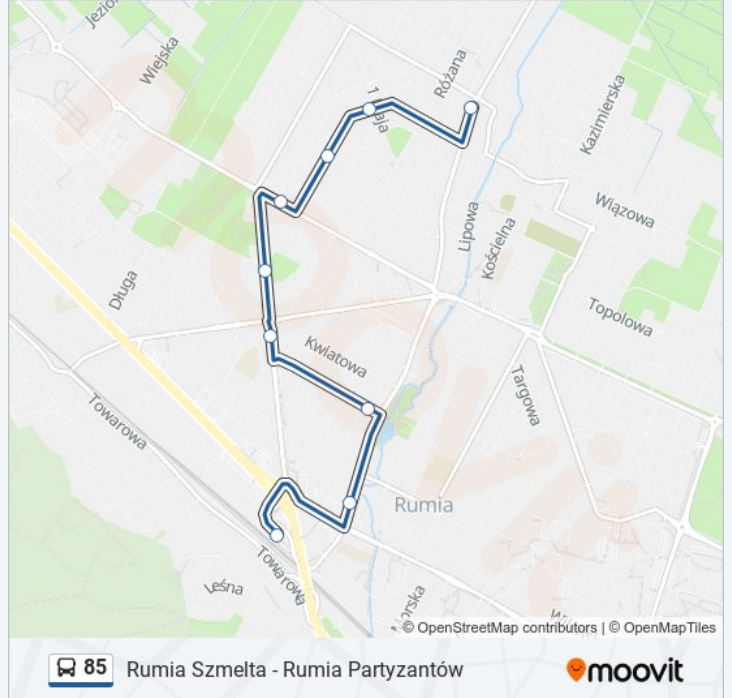 Wiejska
Różana
1 Maja
Kazimierska
Wiązowa
Lipowa
Kościelna
Długa
Topolowa
Kwiatowa
Targowa
Towarowa
Rumia
Towarowa
Leśna
© OpenStreetMap contributors | © OpenMapTiles
85
Rumia Szmelta - Rumia Partyzantów
moovit